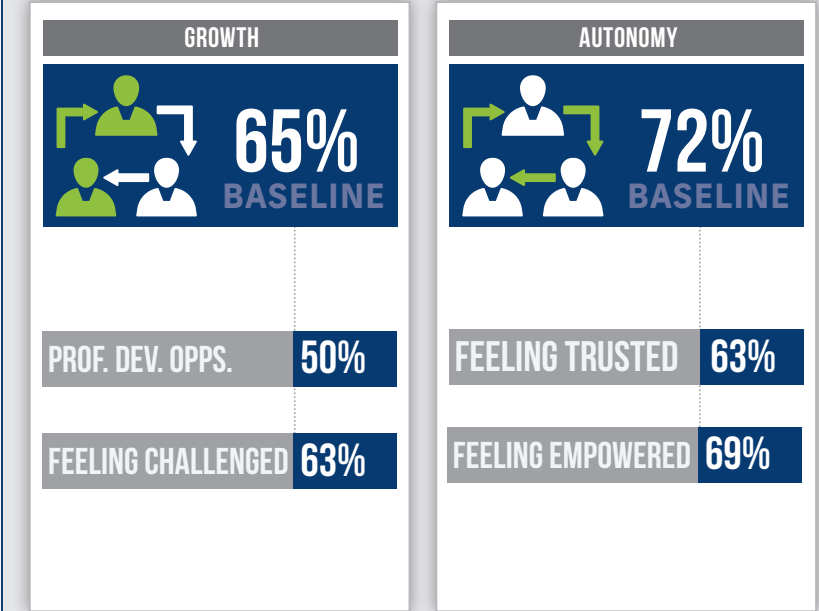 GROWTH
65%
BASELINE
PROF. DEV. OPPS. 50%
FEELING CHALLENGED 63%
AUTONOMY
72%
BASELINE
FEELING TRUSTED 63%
FEELING EMPOWERED 69%